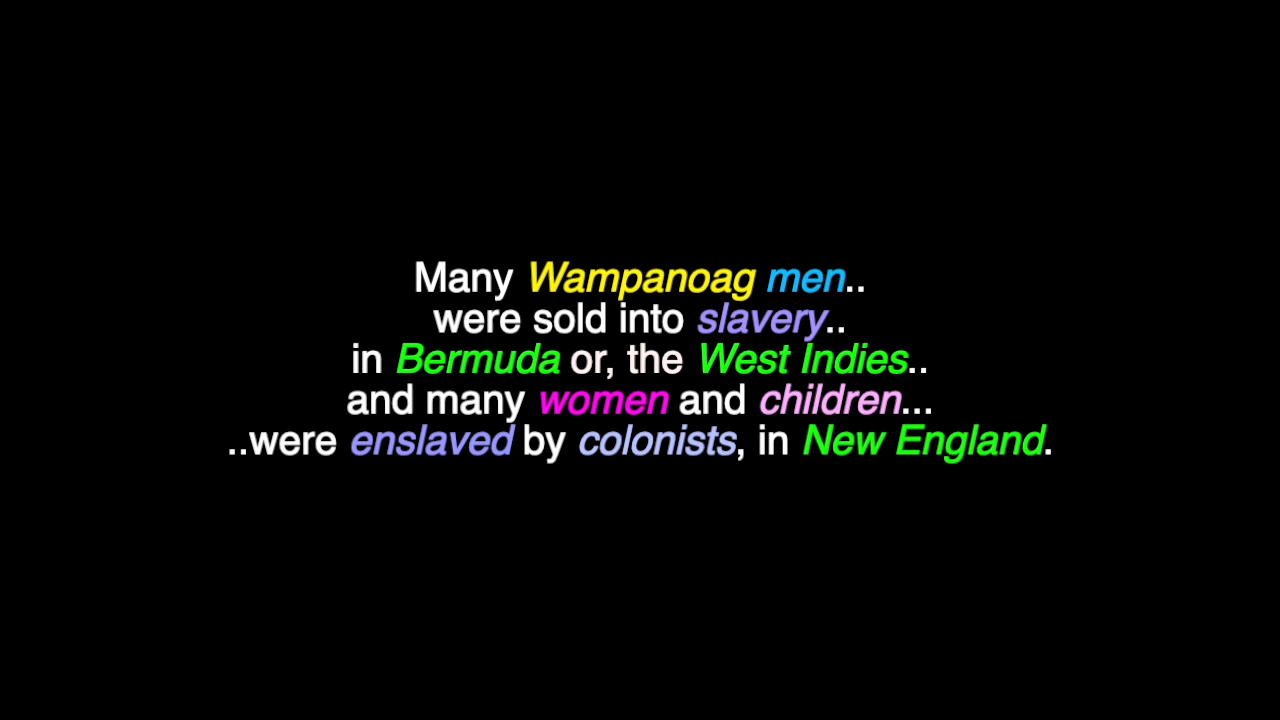 Many Wampanoag men..
were sold into slavery..
in Bermuda or, the West Indies..
and many women and children...
..were enslaved by colonists, in New England.